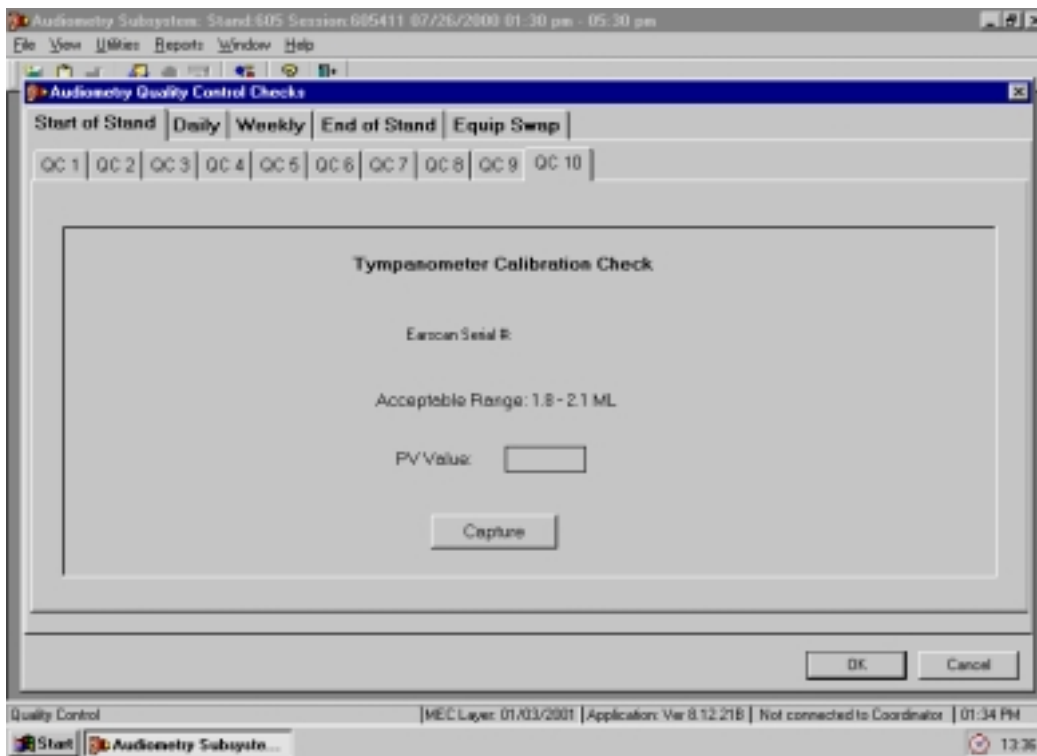 Audiometry Subsystem: Stand:605 Session:605411 07/26/2000 01:30 pm - 05:30 pm
File View Utilities Reports Window Help
Audiometry Quality Control Checks
Start of Stand Daily Weekly End of Stand Equip Swap
QC 1 QC 2 QC 3 QC 4 QC 5 QC 6 QC 7 QC 8 QC 9 QC 10
Tympanometer Calibration Check
Earscan Serial #:
Acceptable Range: 1.8 - 2.1 ML
PV Value:
Capture
OK Cancel
Quality Control MEC Layer: 01/03/2001 Application: Ver 8.12.21B Not connected to Coordinator 01:34 PM
Start Audiometry Subsyste... 13:36